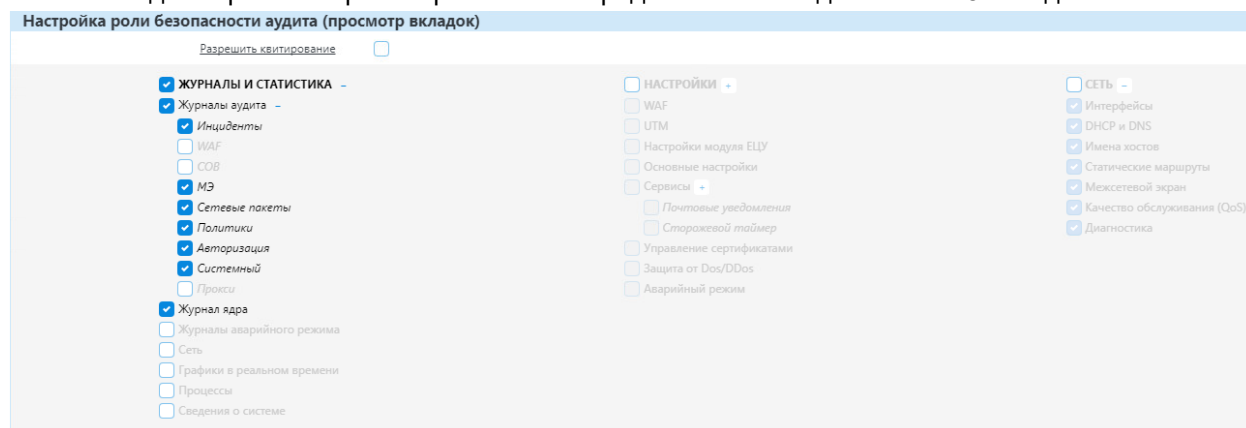 Настройка роли безопасности аудита (просмотр вкладок)
Разрешить квитирование
ЖУРНАЛЫ И СТАТИСТИКА –
Журналы аудита –
Инциденты
WAF
СОВ
МЭ
Сетевые пакеты
Политики
Авторизация
Системный
Прокси
Журнал ядра
Журналы аварийного режима
Сеть
Графики в реальном времени
Процессы
Сведения о системе
НАСТРОЙКИ +
WAF
UTM
Настройки модуля ЕЦУ
Основные настройки
Сервисы +
Почтовые уведомления
Сторожевой таймер
Управление сертификатами
Защита от Dos/DDos
Аварийный режим
СЕТЬ –
Интерфейсы
DHCP и DNS
Имена хостов
Статические маршруты
Межсетевой экран
Качество обслуживания (QoS)
Диагностика